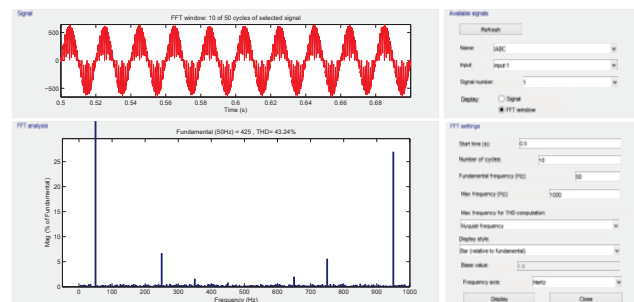 Signal
FFT window: 10 of 50 cycles of selected signal
500
0
-500
0.5 0.52 0.54 0.56 0.58 0.6 0.62 0.64 0.66 0.68
Time (s)
FFT analysis
Fundamental (50Hz) = 425 , THD= 43.24%
Mag (% of Fundamental)
25
20
15
10
5
0
0 100 200 300 400 500 600 700 800 900 1000
Frequency (Hz)
Available signals
Refresh
Name: IABC
Input: input 1
Signal number: 1
Display: Signal
FFT window
FFT settings
Start time (s): 0.5
Number of cycles: 10
Fundamental frequency (Hz): 50
Max frequency (Hz): 1000
Max frequency for THD computation
Nyquist frequency
Display style:
Bar (relative to fundamental)
Base value: 1.0
Frequency axis: Hertz
Display Close